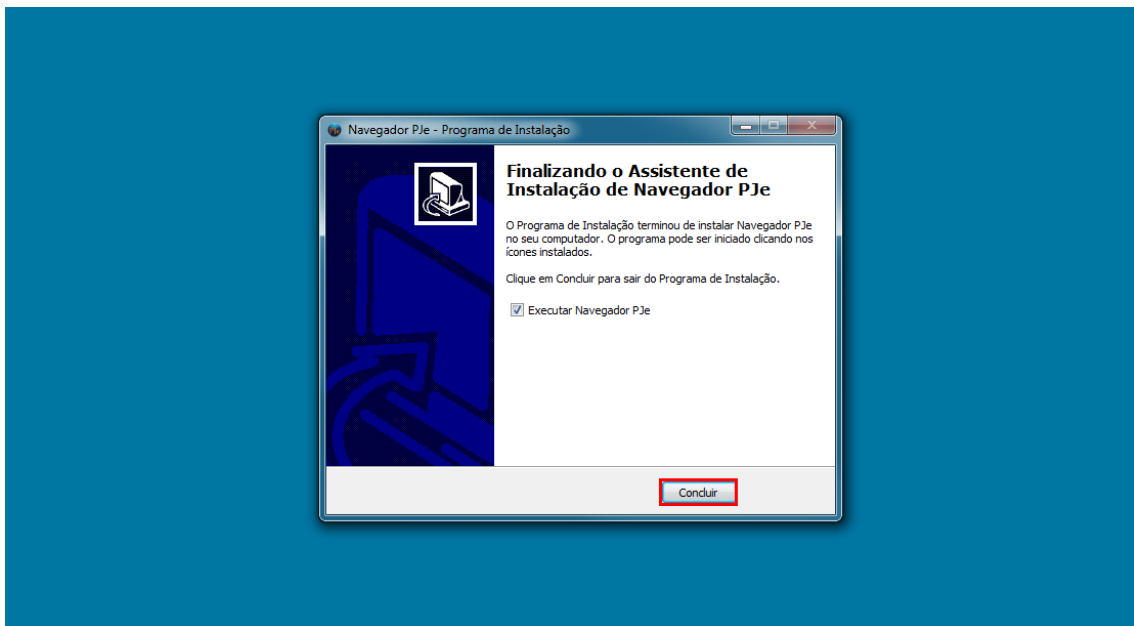 Navegador PJe - Programa de Instalação
Finalizando o Assistente de
Instalação de Navegador PJe
O Programa de Instalação terminou de instalar Navegador PJe
no seu computador. O programa pode ser iniciado clicando nos
ícones instalados.
Clique em Concluir para sair do Programa de Instalação.
Executar Navegador PJe
Concluir